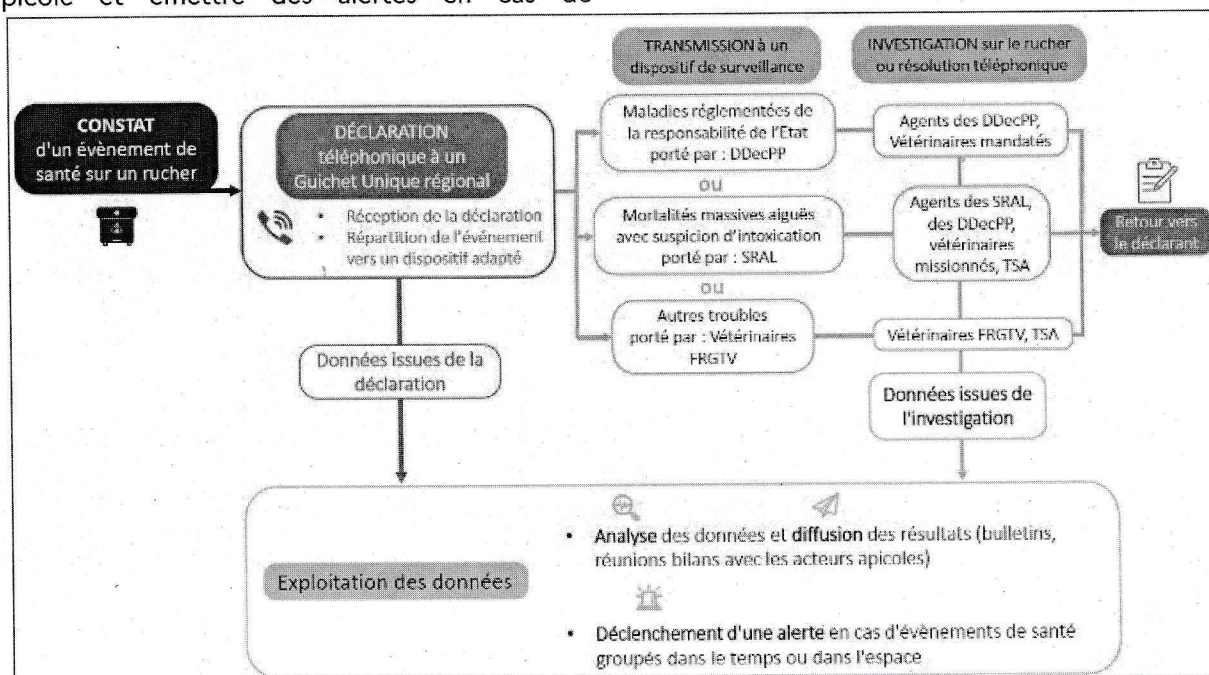 picole et émettre des alertes en cas de
CONSTAT
d'un évènement de
santé sur un rucher
DÉCLARATION
téléphonique à un
Guichet Unique régional
• Réception de la déclaration
• Répartition de l'événement
vers un dispositif adapté
TRANSMISSION à un
dispositif de surveillance
Maladies réglementées de
la responsabilité de l'Etat
porté par : DDecPP
ou
Mortalités massives aiguës
avec suspicion d'intoxication
porté par : SRAL
ou
Autres troubles
porté par : Vétérinaires
FRGTV
INVESTIGATION sur le rucher
ou résolution téléphonique
Agents des DDecPP,
Vétérinaires mandatés
Agents des SRAL,
des DDecPP,
vétérinaires
missionnés, TSA
Vétérinaires FRGTV, TSA
Retour vers
le déclarant
Données issues de la
déclaration
Données issues de
l'investigation
Exploitation des données
• Analyse des données et diffusion des résultats (bulletins,
réunions bilans avec les acteurs apicoles)
• Déclenchement d'une alerte en cas d'évènements de santé
groupés dans le temps ou dans l'espace